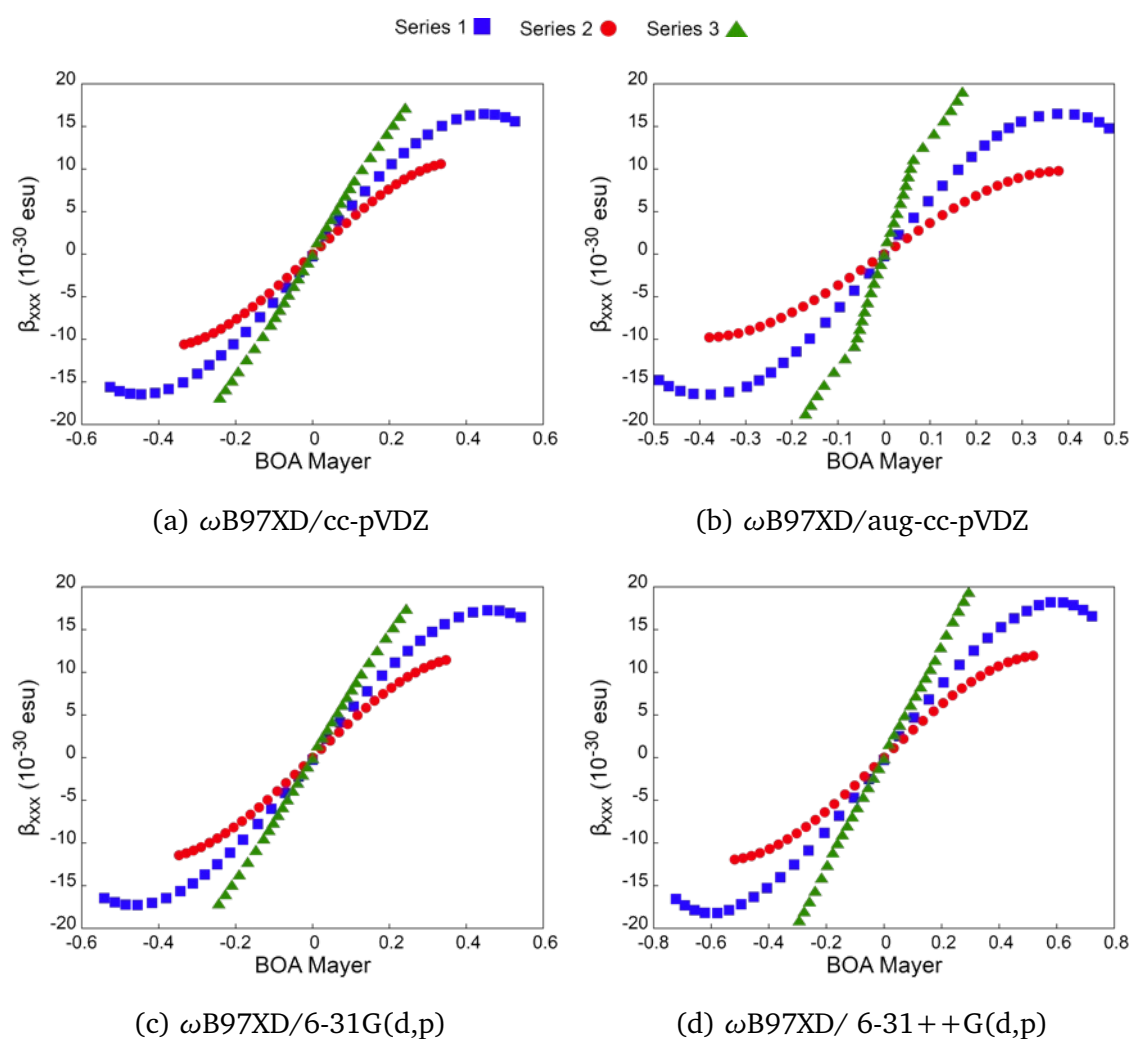 Series 1 Series 2 Series 3
20
15
10
5
0
-5
-10
-15
-20
βxxx (10⁻³⁰ esu)
-0.6 -0.4 -0.2 0 0.2 0.4 0.6
BOA Mayer
(a) ωB97XD/cc-pVDZ
20
15
10
5
0
-5
-10
-15
-20
βxxx (10⁻³⁰ esu)
-0.5 -0.4 -0.3 -0.2 -0.1 0 0.1 0.2 0.3 0.4 0.5
BOA Mayer
(b) ωB97XD/aug-cc-pVDZ
20
15
10
5
0
-5
-10
-15
-20
βxxx (10⁻³⁰ esu)
-0.6 -0.4 -0.2 0 0.2 0.4 0.6
BOA Mayer
(c) ωB97XD/6-31G(d,p)
20
15
10
5
0
-5
-10
-15
-20
βxxx (10⁻³⁰ esu)
-0.8 -0.6 -0.4 -0.2 0 0.2 0.4 0.6 0.8
BOA Mayer
(d) ωB97XD/ 6-31++G(d,p)